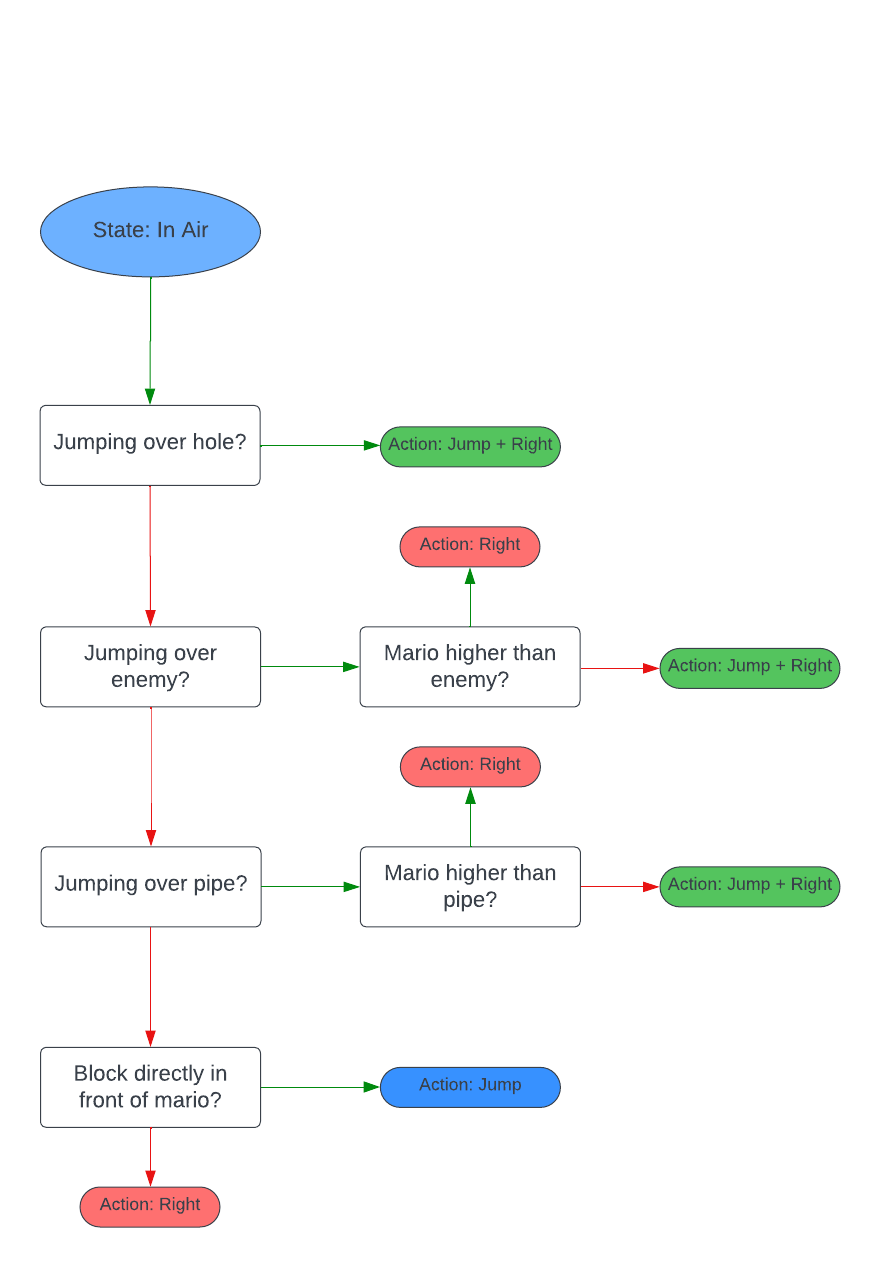 State: In Air
Jumping over hole?
Action: Jump + Right
Action: Right
Jumping over
enemy?
Mario higher than
enemy?
Action: Jump + Right
Action: Right
Jumping over pipe?
Mario higher than
pipe?
Action: Jump + Right
Block directly in
front of mario?
Action: Jump
Action: Right